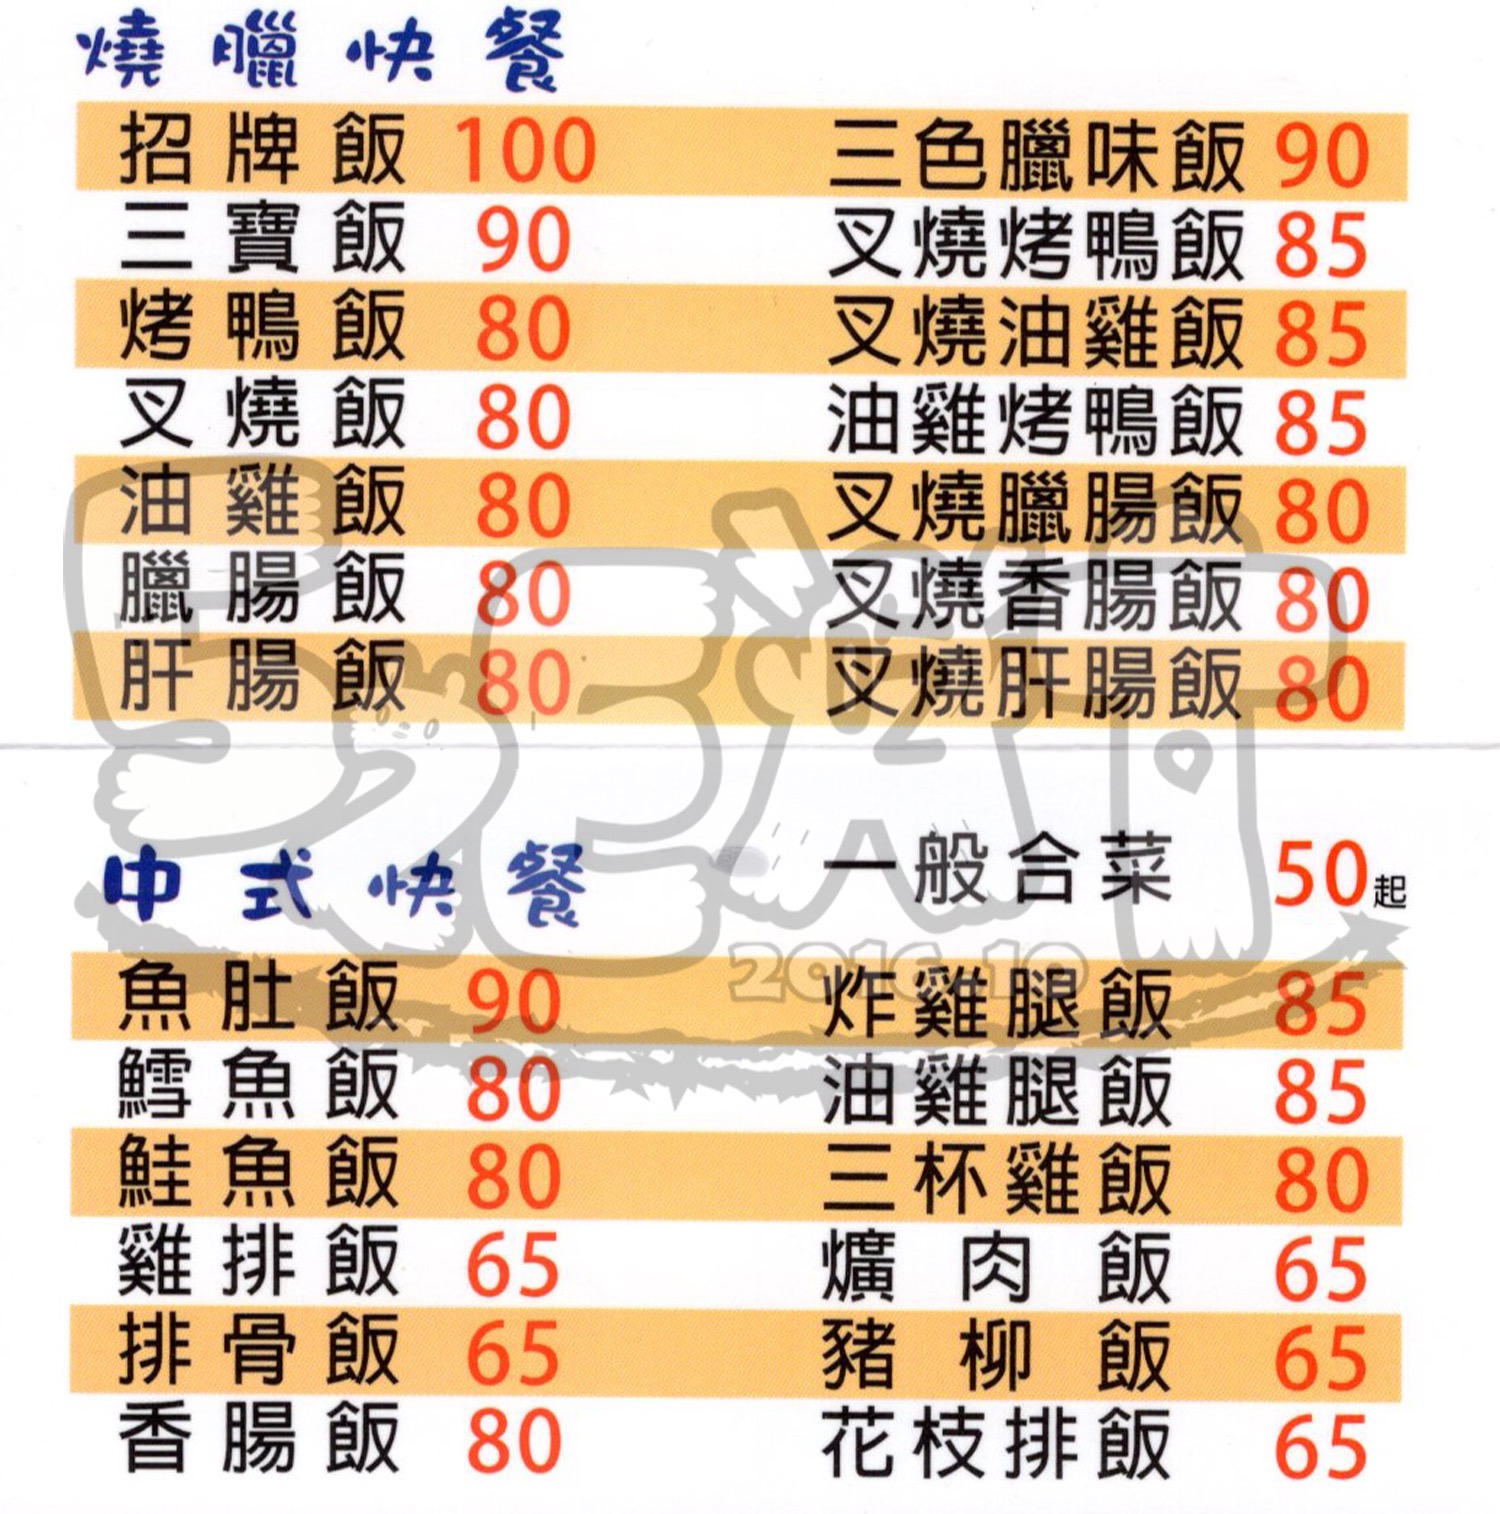 燒臘快餐
招牌飯 100 三色臘味飯 90
三寶飯 90 叉燒烤鴨飯 85
烤鴨飯 80 叉燒油雞飯 85
叉燒飯 80 油雞烤鴨飯 85
油雞飯 80 叉燒臘腸飯 80
臘腸飯 80 叉燒香腸飯 80
肝腸飯 80 叉燒肝腸飯 80
中式快餐 一般合菜 50起
魚肚飯 90 炸雞腿飯 85
鱈魚飯 80 油雞腿飯 85
鮭魚飯 80 三杯雞飯 80
雞排飯 65 爌肉飯 65
排骨飯 65 豬柳飯 65
香腸飯 80 花枝排飯 65
2016.10